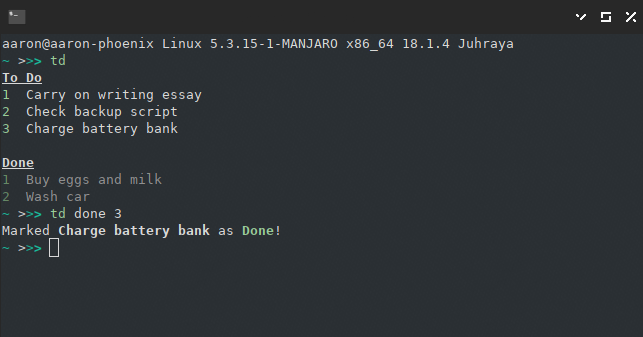 aaron@aaron-phoenix Linux 5.3.15-1-MANJARO x86_64 18.1.4 Juhraya
~ >>> td
To Do
1  Carry on writing essay
2  Check backup script
3  Charge battery bank
Done
1  Buy eggs and milk
2  Wash car
~ >>> td done 3
Marked Charge battery bank as Done!
~ >>>